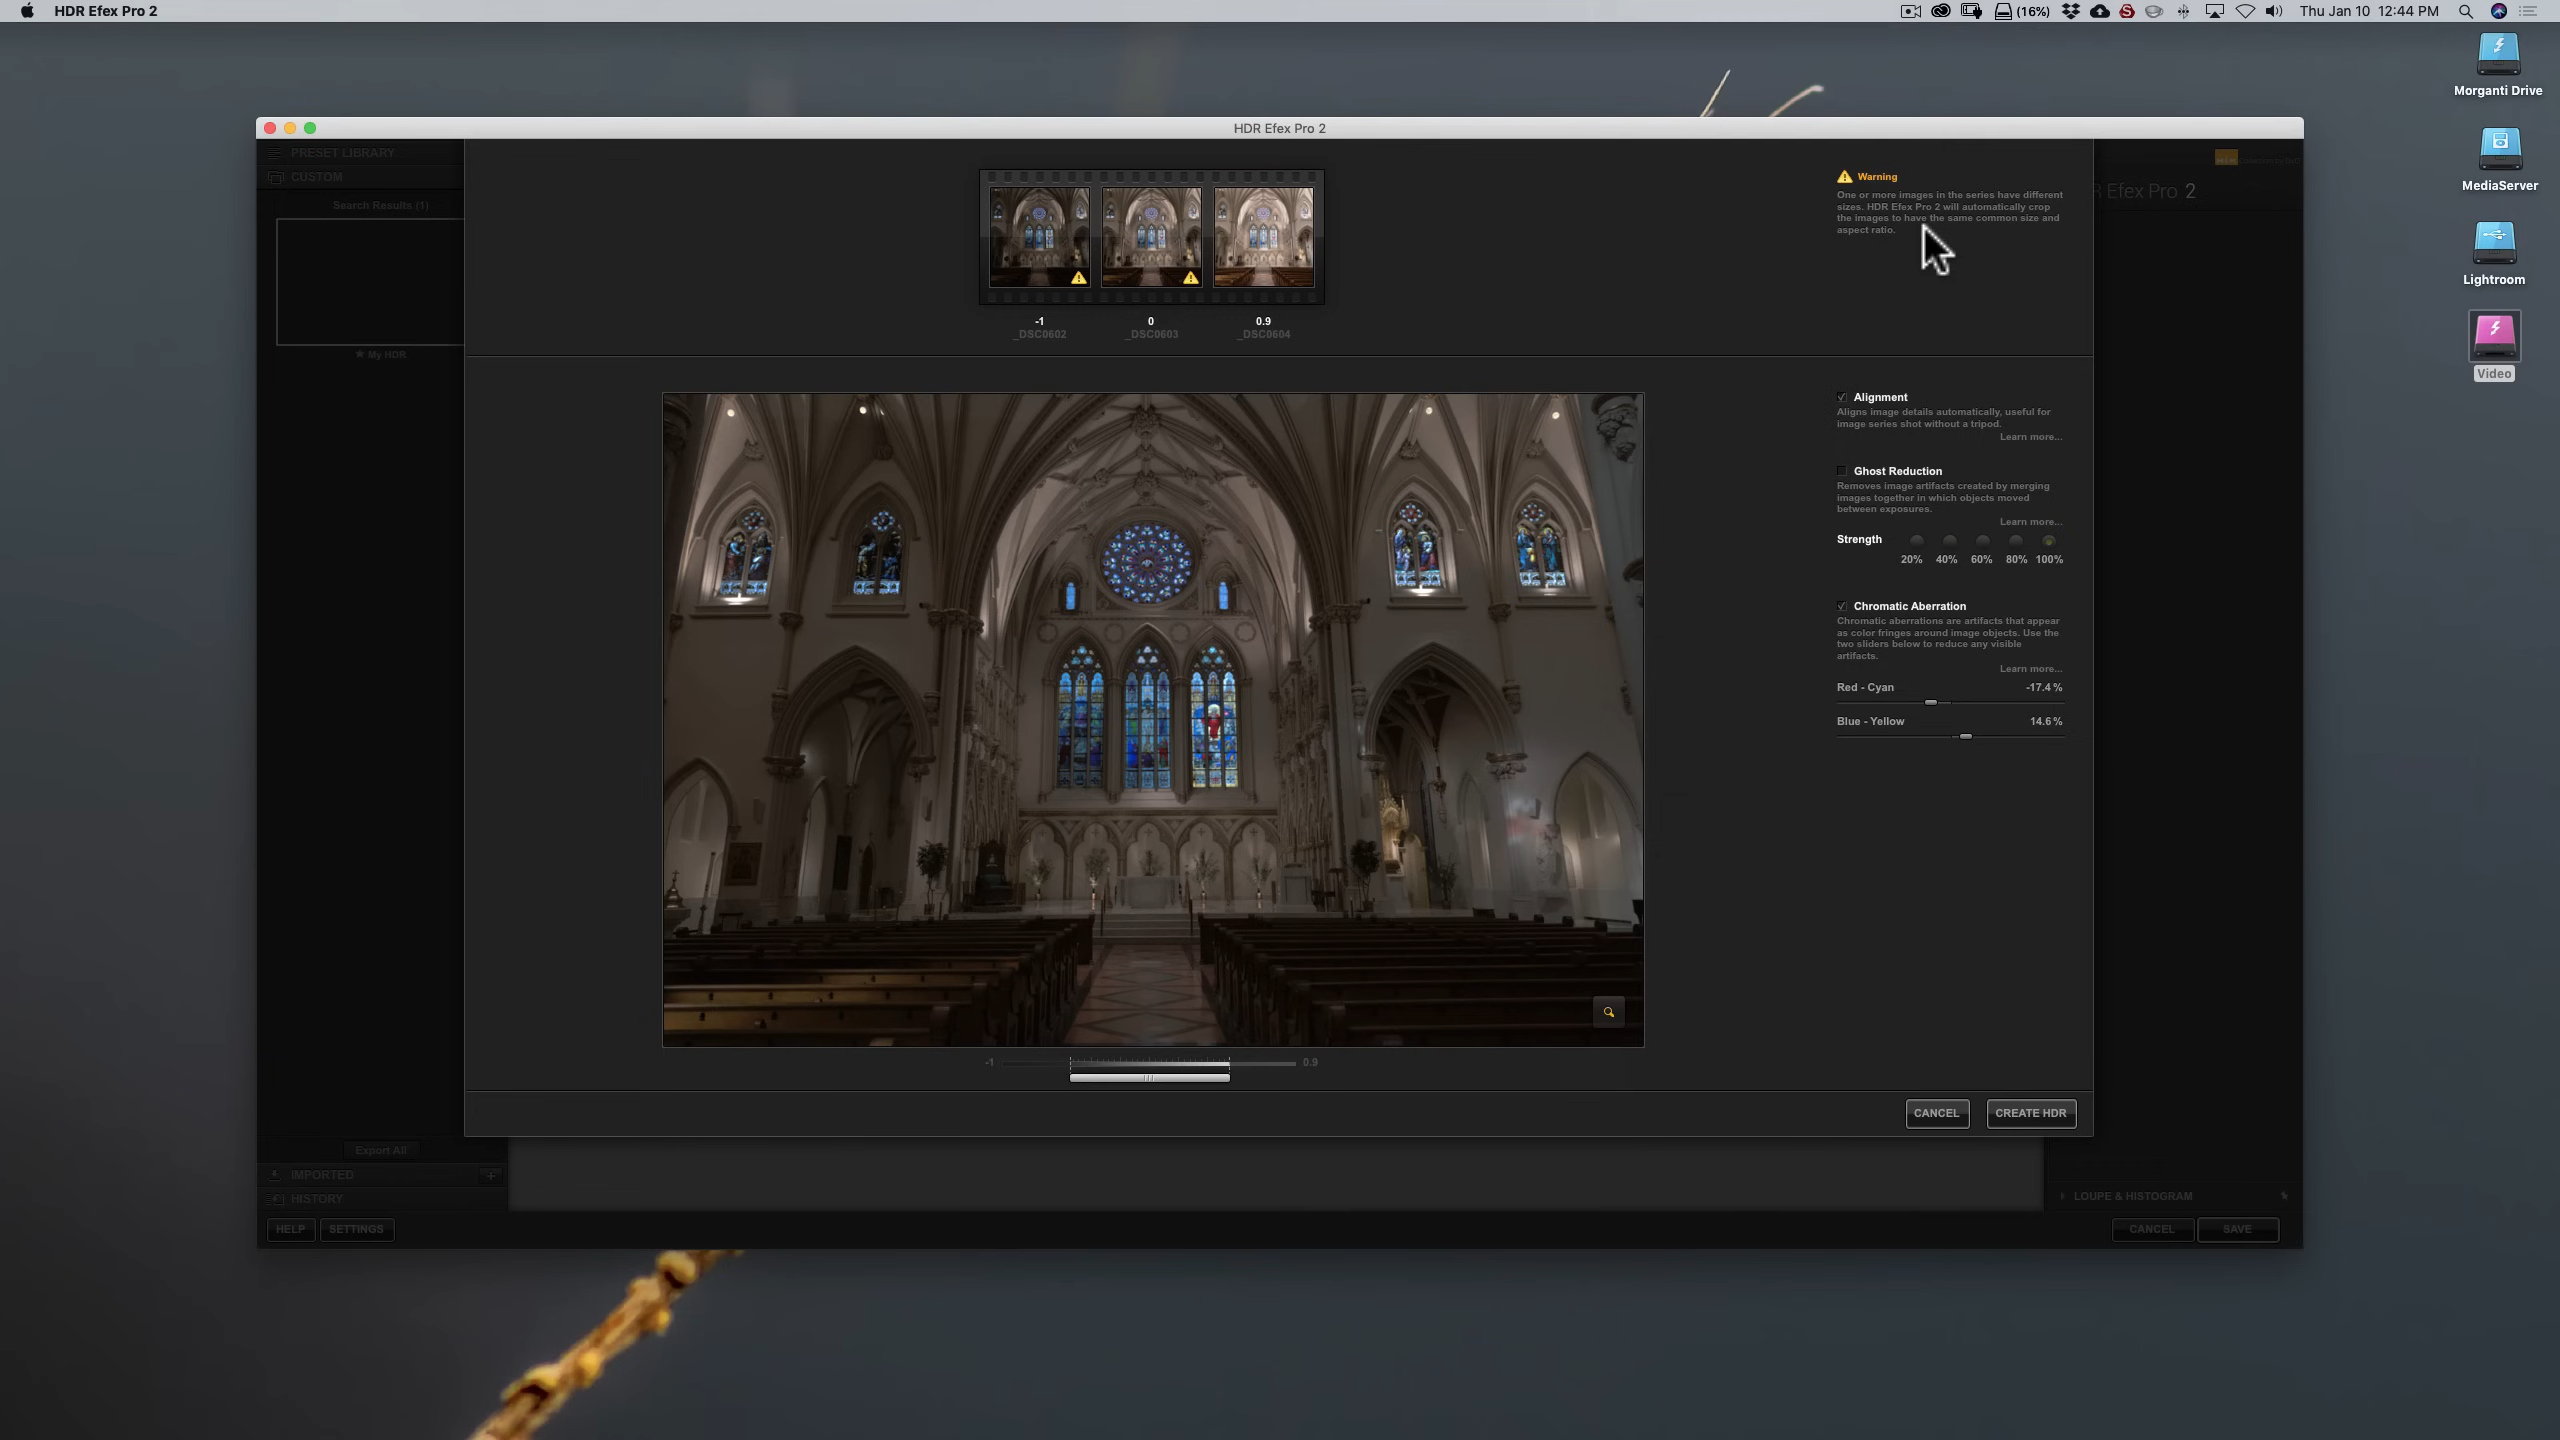 HDR Efex Pro 2
(16%)
Thu Jan 10 12:44 PM
Morganti Drive
MediaServer
Lightroom
Video
HDR Efex Pro 2
PRESET LIBRARY
CUSTOM
Search Results (1)
★ My HDR
-1
_DSC0602
0
_DSC0603
0.9
_DSC0604
Warning
One or more images in the series have different
sizes. HDR Efex Pro 2 will automatically crop
the images to have the same common size and
aspect ratio.
R Efex Pro 2
Alignment
Aligns image details automatically, useful for
image series shot without a tripod.
Learn more...
Ghost Reduction
Removes image artifacts created by merging
images together in which objects moved
between exposures.
Learn more...
Strength
20% 40% 60% 80% 100%
Chromatic Aberration
Chromatic aberrations are artifacts that appear
as color fringes around image objects. Use the
two sliders below to reduce any visible
artifacts.
Learn more...
Red - Cyan -17.4%
Blue - Yellow 14.6%
-1 0.9
CANCEL CREATE HDR
Export All
IMPORTED
HISTORY
LOUPE & HISTOGRAM
HELP SETTINGS
CANCEL SAVE